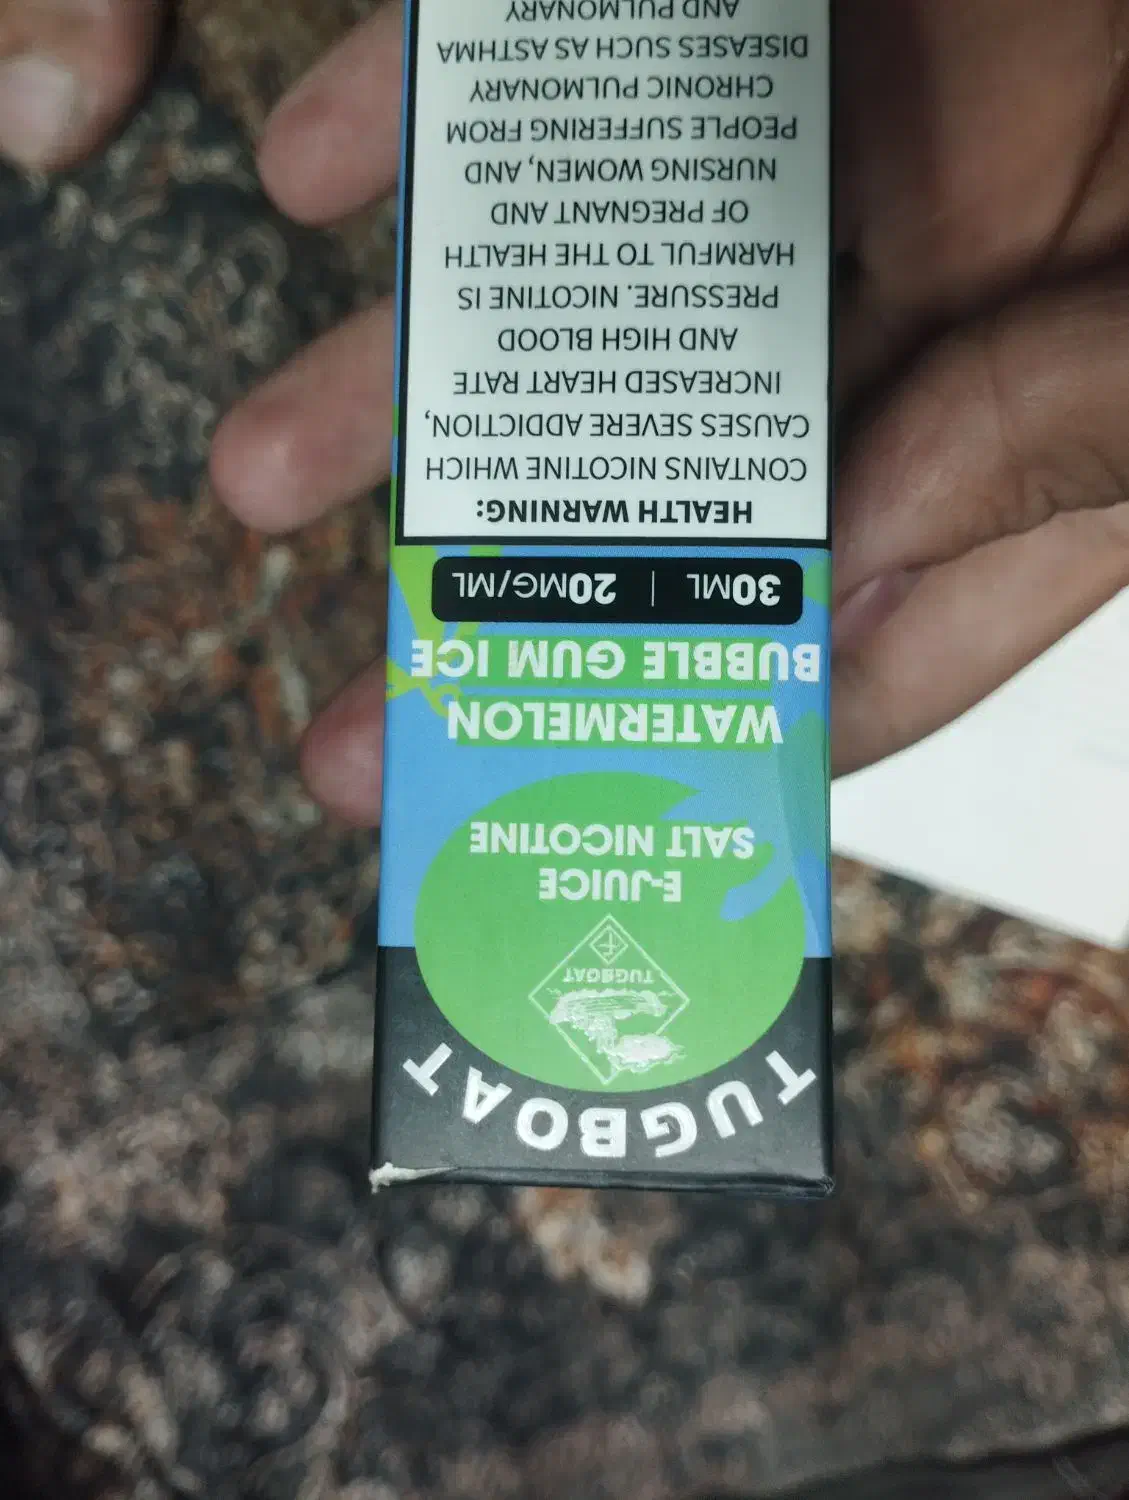 TUGBOAT
TUGBOAT
E-JUICE
SALT NICOTINE
WATERMELON
BUBBLE GUM ICE
30ML | 20MG/ML
HEALTH WARNING:
CONTAINS NICOTINE WHICH
CAUSES SEVERE ADDICTION,
INCREASED HEART RATE
AND HIGH BLOOD
PRESSURE. NICOTINE IS
HARMFUL TO THE HEALTH
OF PREGNANT AND
NURSING WOMEN, AND
PEOPLE SUFFERING FROM
CHRONIC PULMONARY
DISEASES SUCH AS ASTHMA
AND PULMONARY